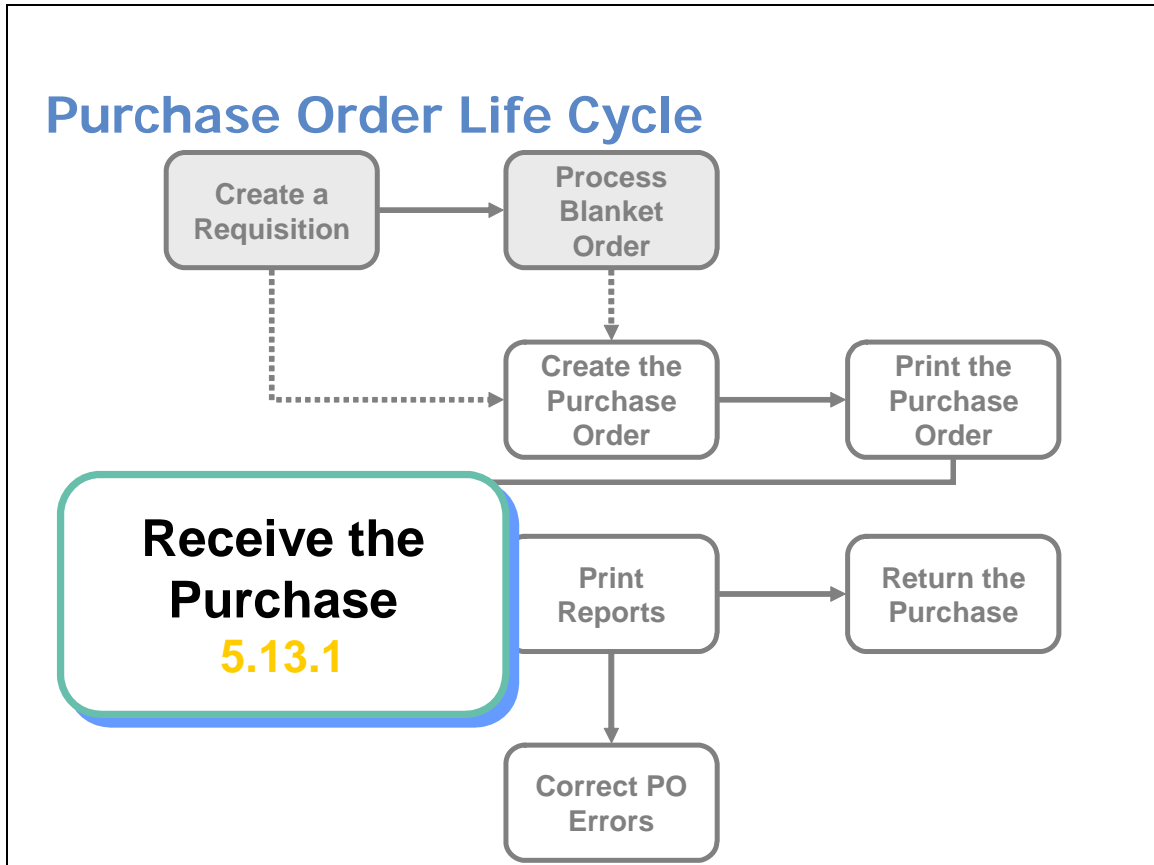 Purchase Order Life Cycle
Create a
Requisition
Process
Blanket
Order
Create the
Purchase
Order
Print the
Purchase
Order
Receive the
Purchase
5.13.1
Print
Reports
Return the
Purchase
Correct PO
Errors